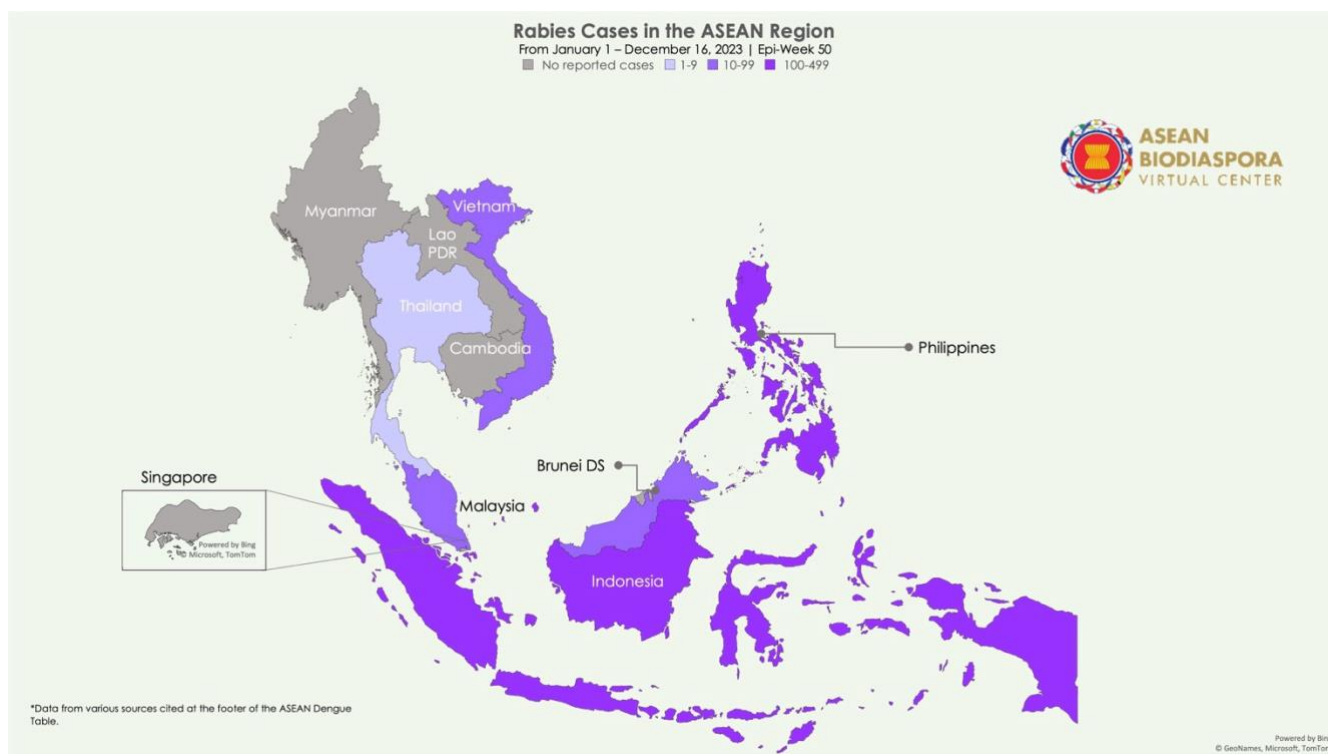 Rabies Cases in the ASEAN Region
From January 1 – December 16, 2023 | Epi-Week 50
No reported cases 1-9 10-99 100-499
ASEAN
BIODIASPORA
VIRTUAL CENTER
Myanmar
Vietnam
Lao
PDR
Thailand
Cambodia
Philippines
Brunei DS
Singapore
Malaysia
Powered by Bing
© Microsoft, TomTom
Indonesia
*Data from various sources cited at the footer of the ASEAN Dengue
Table.
Powered by Bing
© GeoNames, Microsoft, TomTom